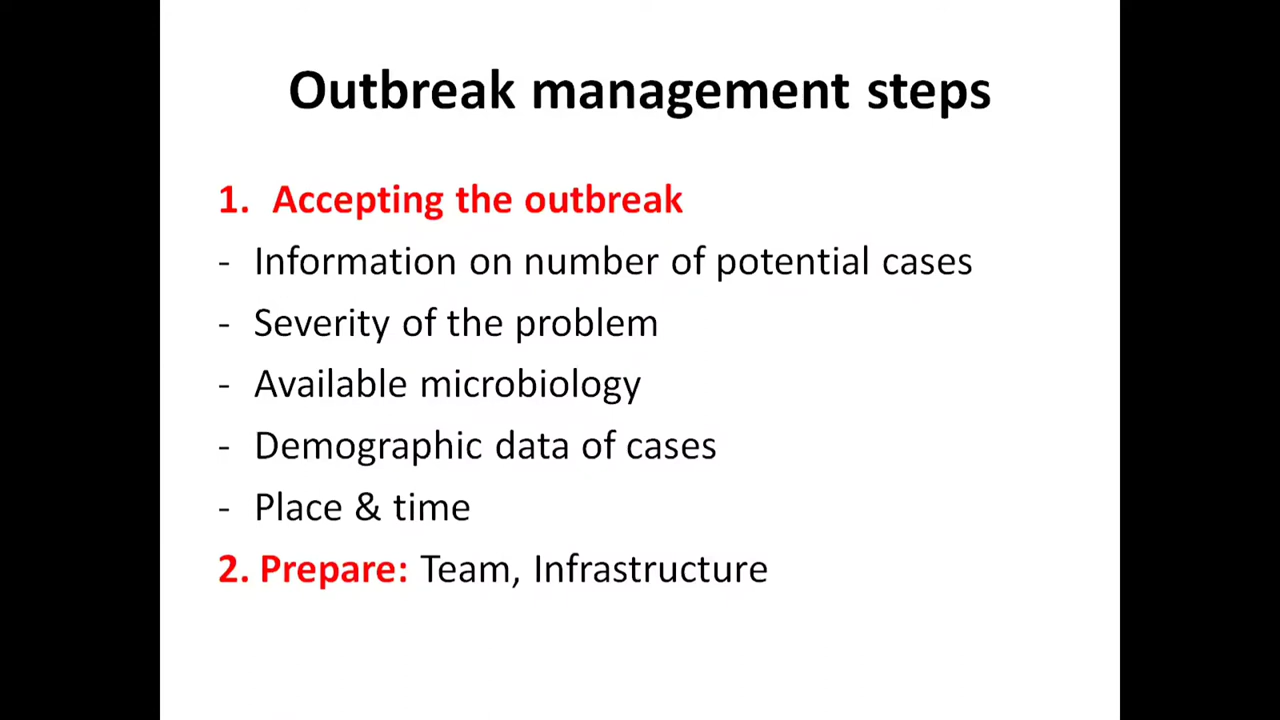 Outbreak management steps
1. Accepting the outbreak
- Information on number of potential cases
- Severity of the problem
- Available microbiology
- Demographic data of cases
- Place & time
2. Prepare: Team, Infrastructure